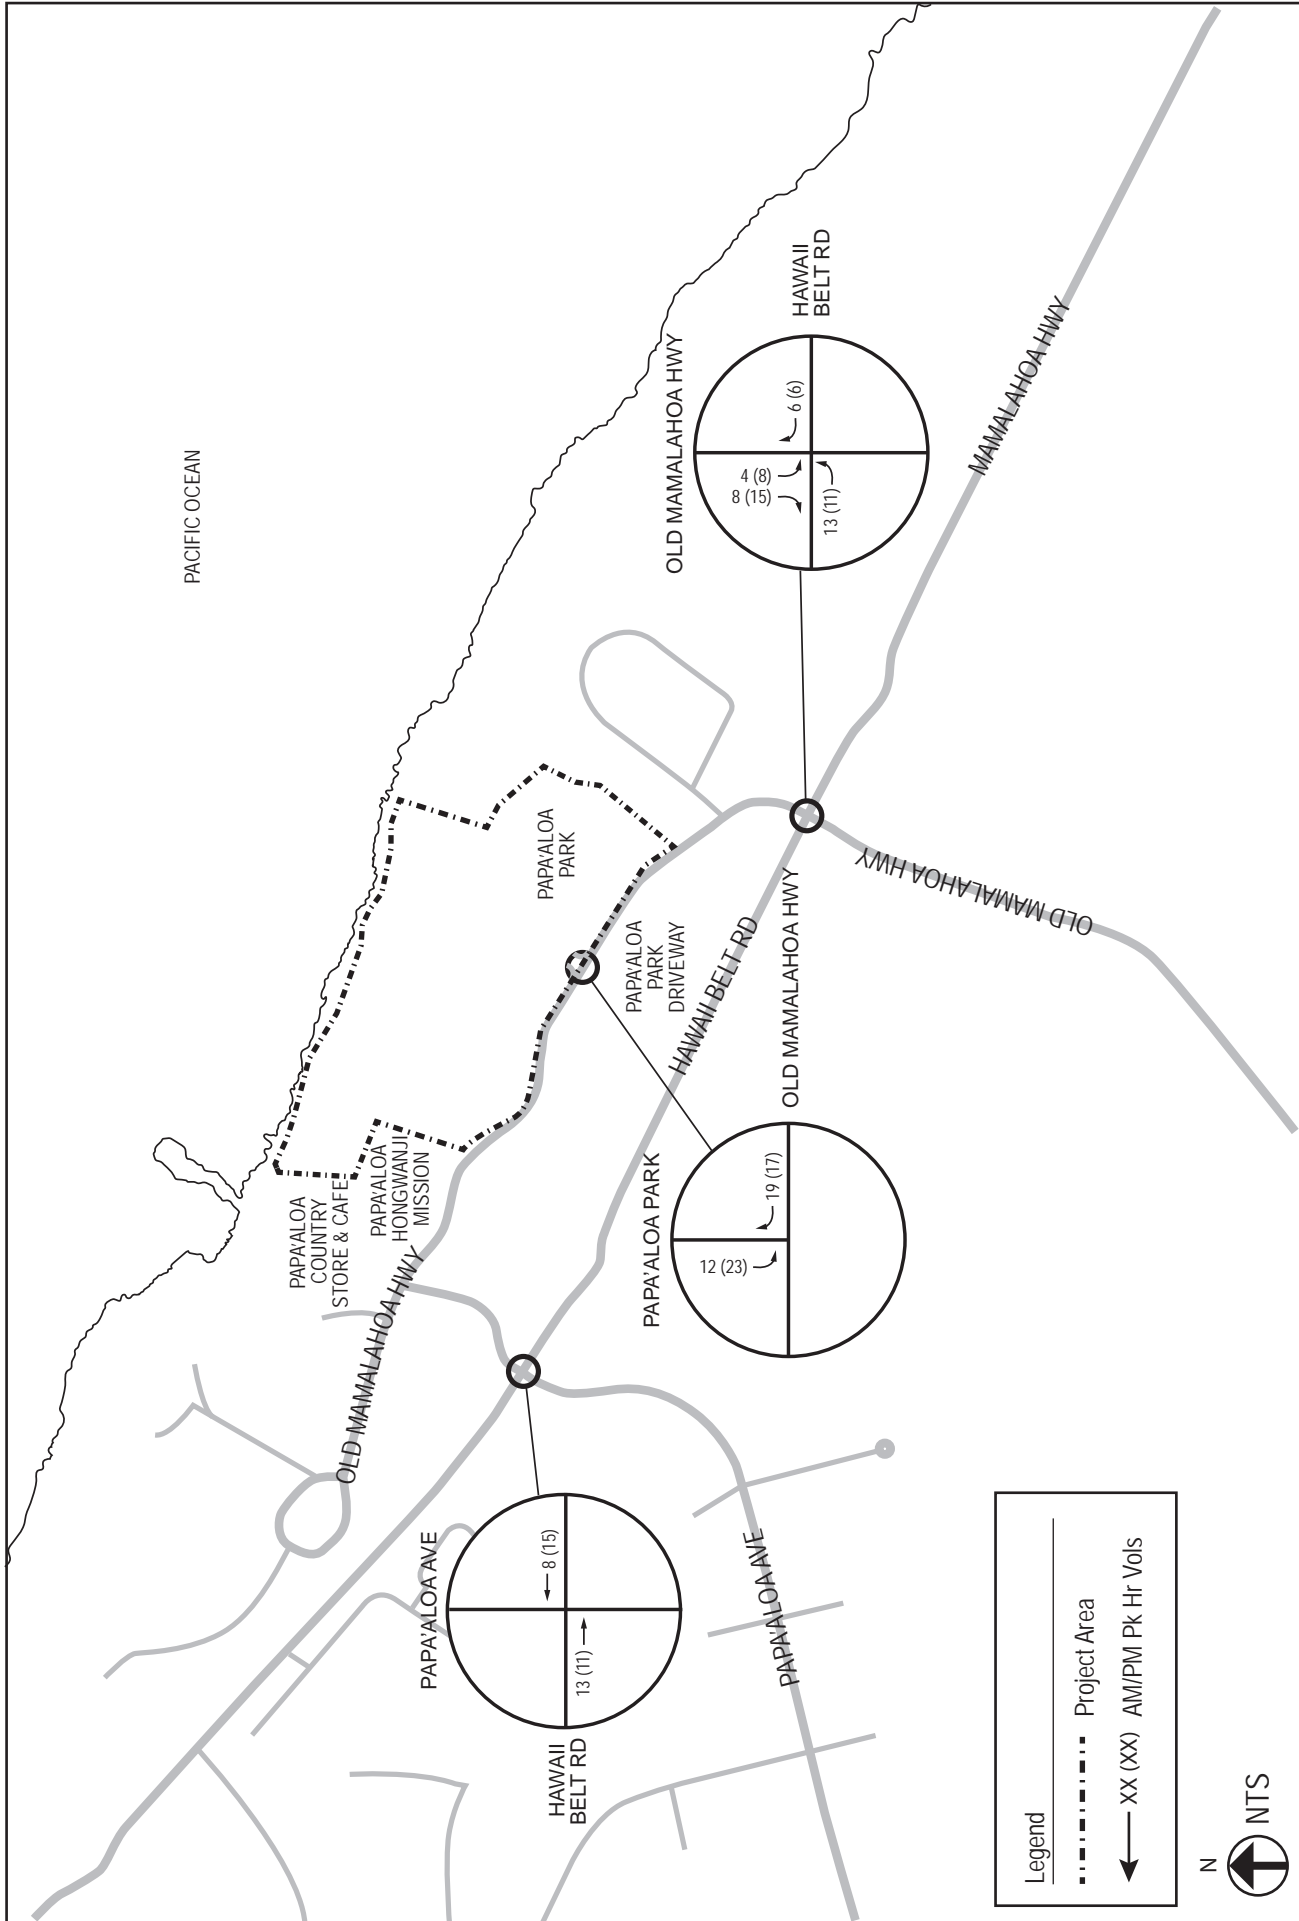 PACIFIC OCEAN
PAPA'ALOA
COUNTRY
STORE & CAFE
PAPA'ALOA
HONGWANJI
MISSION
PAPA'ALOA
PARK
PAPA'ALOA
PARK
DRIVEWAY
OLD MAMALAHOA HWY
HAWAII BELT RD
MAMALAHOA HWY
OLD MAMALAHOA HWY
PAPA'ALOA AVE
PAPA'ALOA AVE
HAWAII
BELT RD
8 (15)
13 (11)
PAPA'ALOA PARK
OLD MAMALAHOA HWY
12 (23)
19 (17)
OLD MAMALAHOA HWY
HAWAII
BELT RD
4 (8)
8 (15)
6 (6)
13 (11)
Legend
Project Area
XX (XX) AM/PM Pk Hr Vols
N
NTS